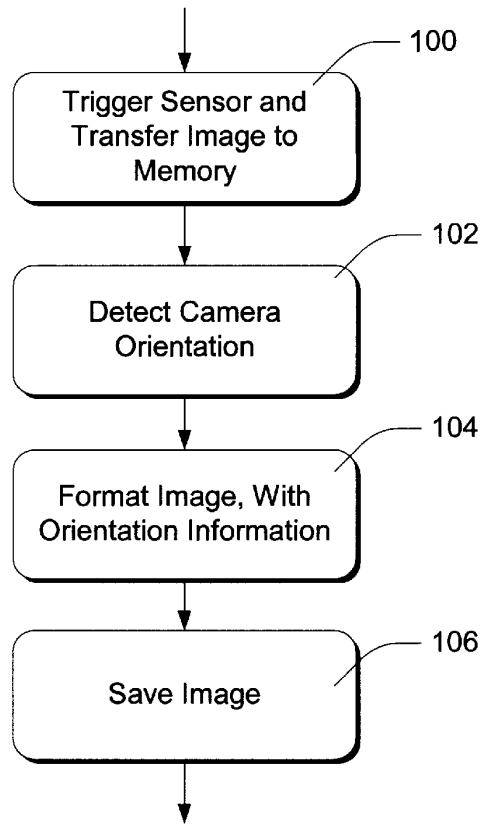 100
Trigger Sensor and
Transfer Image to
Memory
102
Detect Camera
Orientation
104
Format Image, With
Orientation Information
106
Save Image